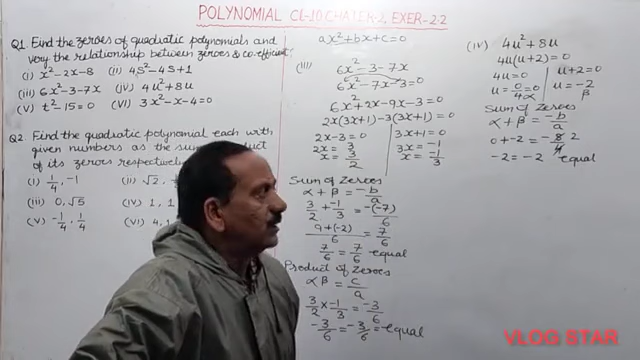 POLYNOMIAL CL-10 CHATER-2, EXER-2.2
Q1 Find the zeroes of quadiatic polynomials and
very the relationship between zeroes & co-efficient?
(i) x² - 2x - 8 (ii) 4S² - 4S + 1
(iii) 6x² - 3 - 7x (iv) 4u² + 8u
(V) t² - 15 = 0 (VI) 3x² - x - 4 = 0
Q2 Find the quadiatic polynomial each with
given numbers as the sum
of its zeroes respectively
(i) 1/4, -1 (ii) √2
(iii) 0, √5 (IV) 1, 1
(V) -1/4, 1/4 (VI) 4, 1
ax² + bx + c = 0
(III) 6x² - 3 - 7x
6x² - 7x - 3 = 0
6x² + 2x - 9x - 3 = 0
2x(3x+1) - 3(3x+1) = 0
2x - 3 = 0 3x + 1 = 0
2x = 3 3x = -1
x = 3/2 x = -1/3
Sum of Zeroes
α + β = -b/a
3/2 + -1/3 = -(-7)/6
9+(-2)/6 = 7/6
7/6 = 7/6 equal
Product of Zeroes
αβ = c/a
3/2 × -1/3 = -3/6
-3/6 = -3/6 = equal
(IV) 4u² + 8u
4u(u+2) = 0
4u = 0 u + 2 = 0
u = 0/4 α u = -2 β
Sum of Zeroes
α + β = -b/a
0 + -2 = -8/4 2
-2 = -2 equal
VLOG STAR